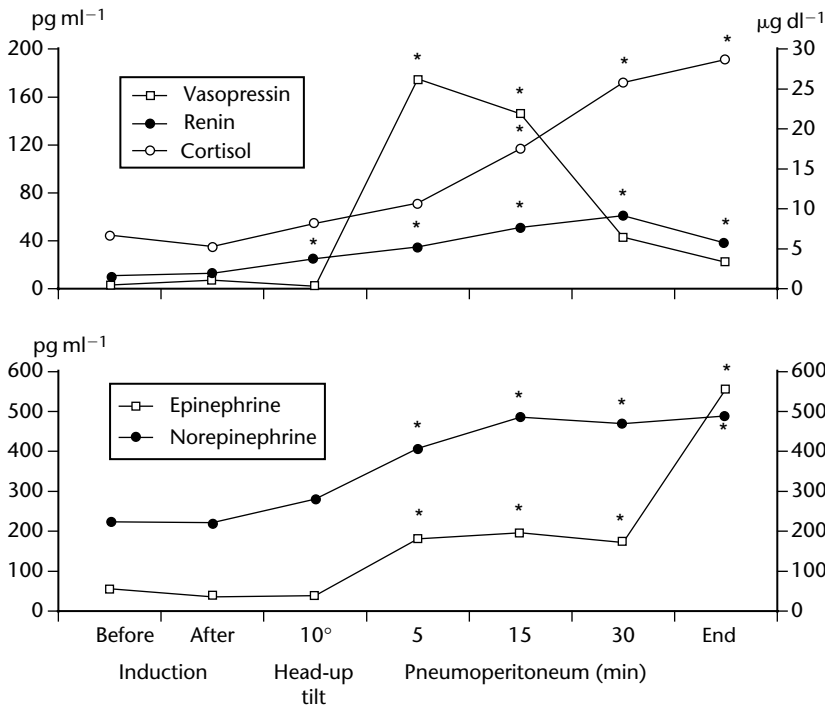 pg ml⁻¹
µg dl⁻¹
200
160
120
80
40
0
30
25
20
15
10
5
0
Vasopressin
Renin
Cortisol
* * * * * * * * * * *
pg ml⁻¹
600
500
400
300
200
100
0
600
500
400
300
200
100
0
Epinephrine
Norepinephrine
* * * * * * * *
Before After 10° 5 15 30 End
Induction Head-up Pneumoperitoneum (min)
tilt